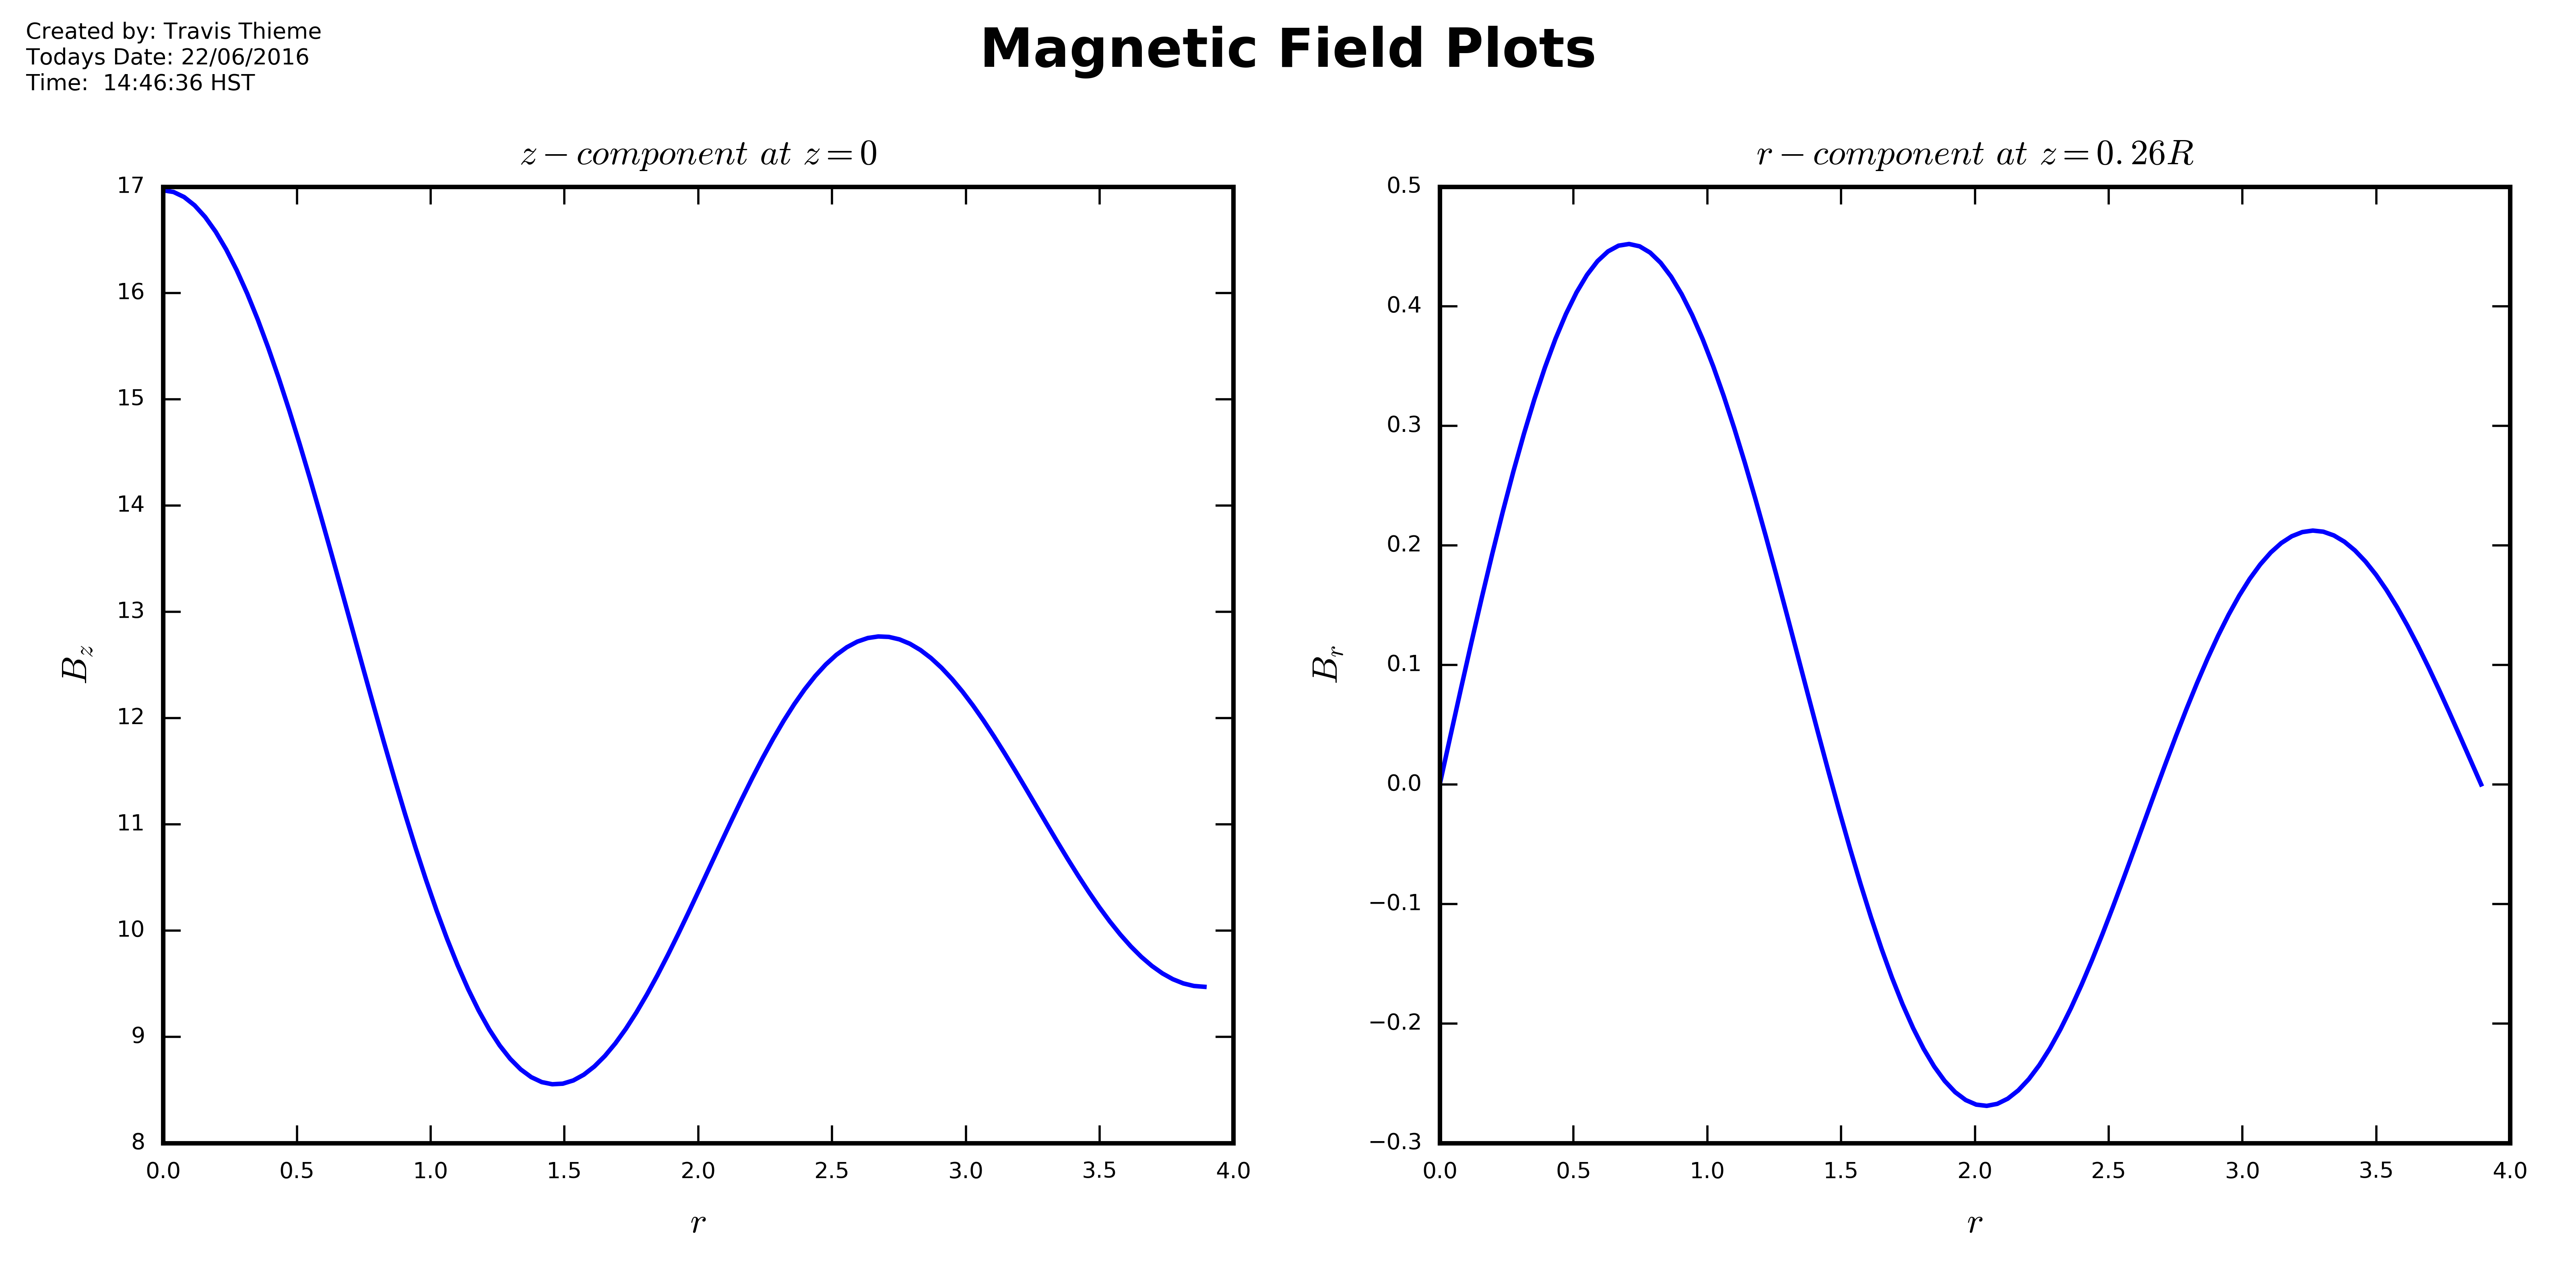 Created by: Travis Thieme
Todays Date: 22/06/2016
Time:  14:46:36 HST
Magnetic Field Plots
z − component at z = 0
17
16
15
14
13
12
11
10
9
8
B_z
0.0 0.5 1.0 1.5 2.0 2.5 3.0 3.5 4.0
r
r − component at z = 0.26R
0.5
0.4
0.3
0.2
0.1
0.0
−0.1
−0.2
−0.3
B_r
0.0 0.5 1.0 1.5 2.0 2.5 3.0 3.5 4.0
r